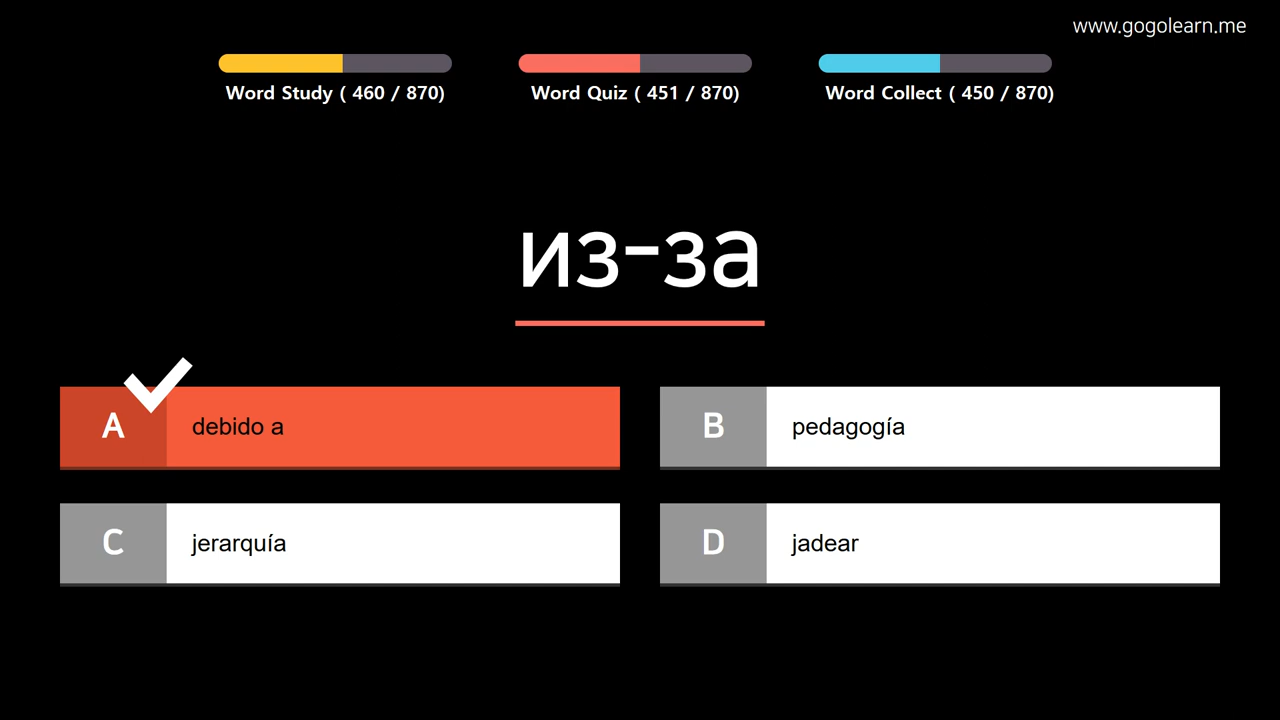 www.gogolearn.me
Word Study ( 460 / 870)
Word Quiz ( 451 / 870)
Word Collect ( 450 / 870)
из-за
A debido a
B pedagogía
C jerarquía
D jadear